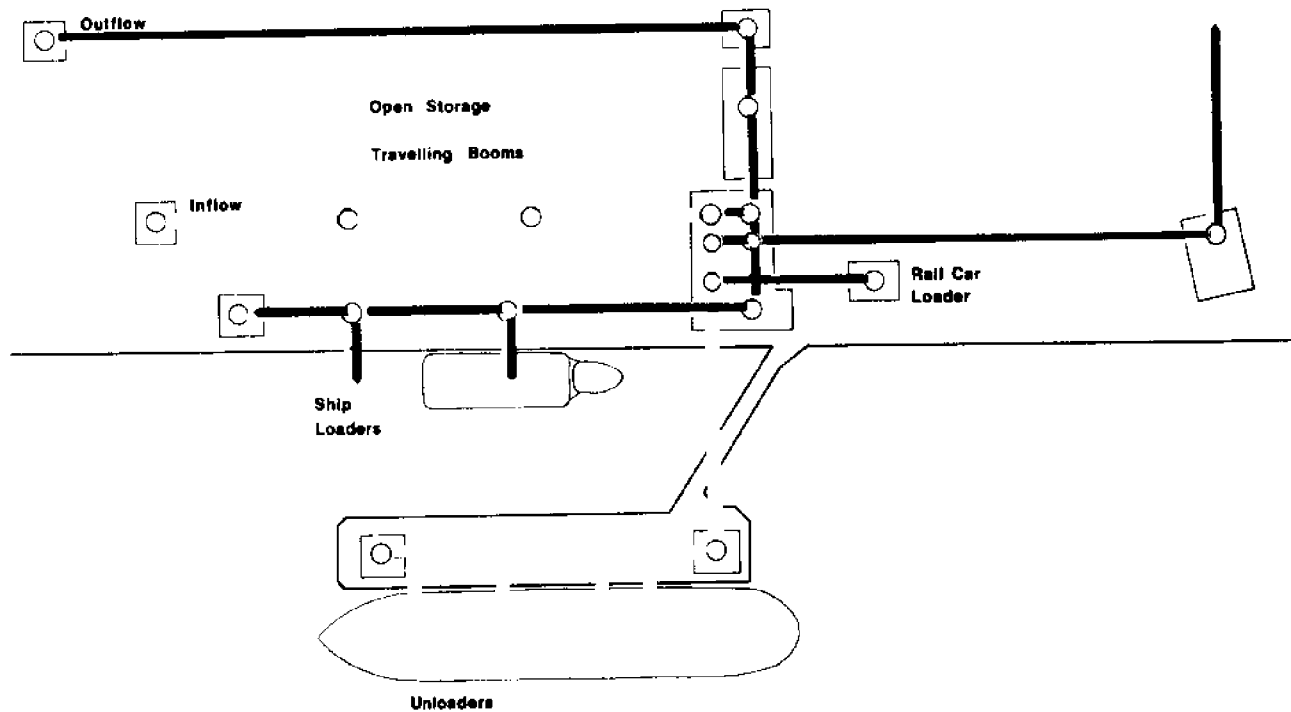 Outflow
Open Storage
Travelling Booms
Inflow
Rail Car
Loader
Ship
Loaders
Unloaders